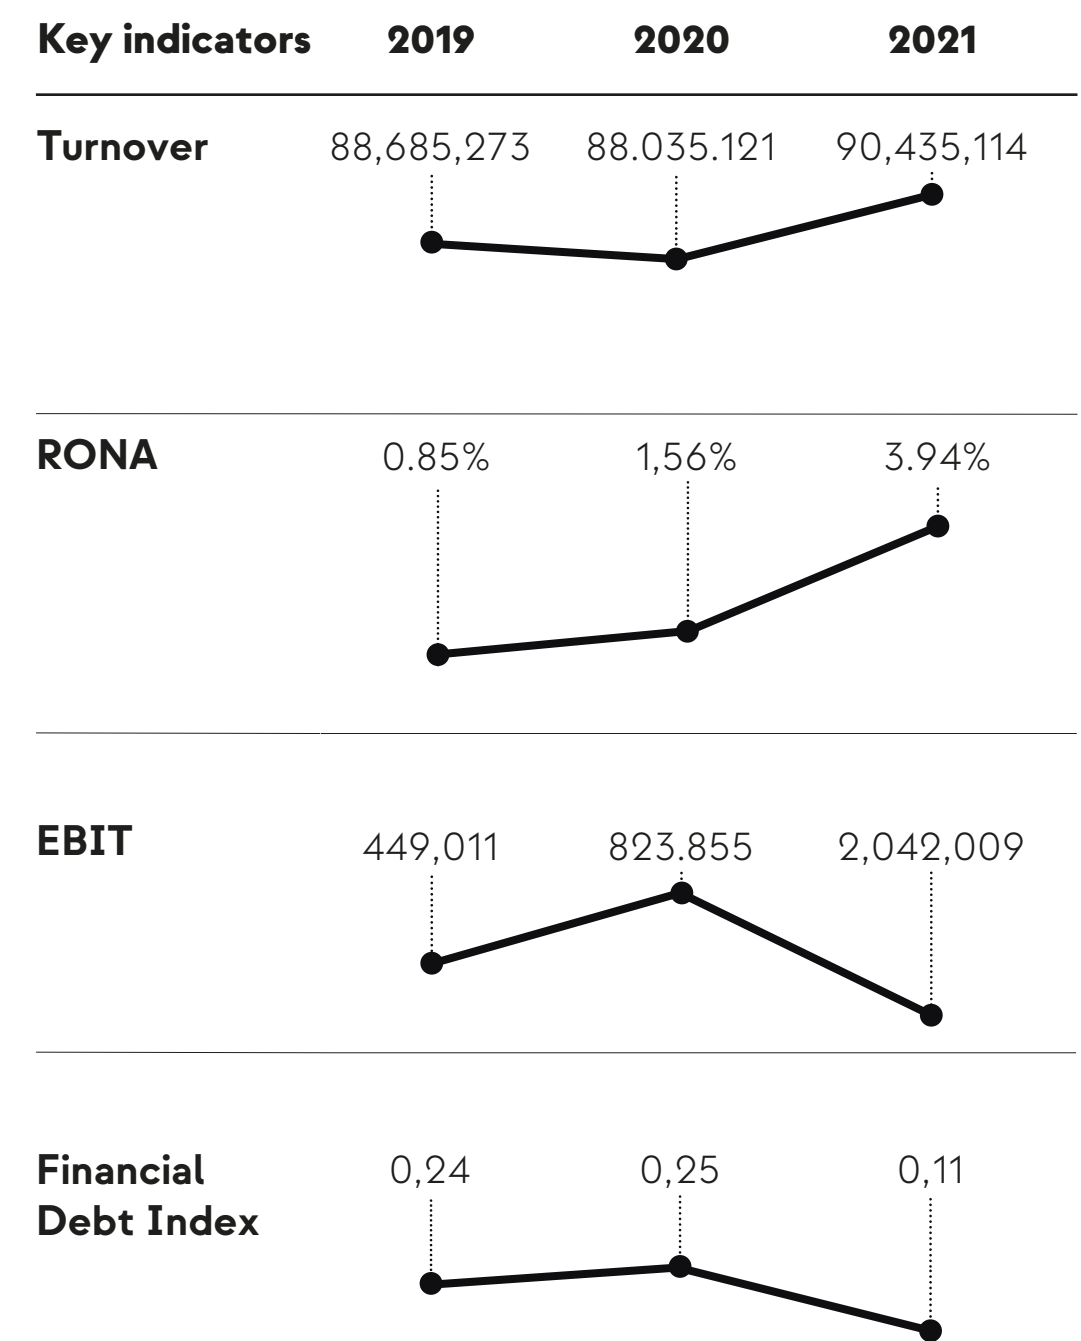 Key indicators 2019 2020 2021
Turnover 88,685,273 88.035.121 90,435,114
RONA 0.85% 1,56% 3.94%
EBIT 449,011 823.855 2,042,009
Financial 0,24 0,25 0,11
Debt Index